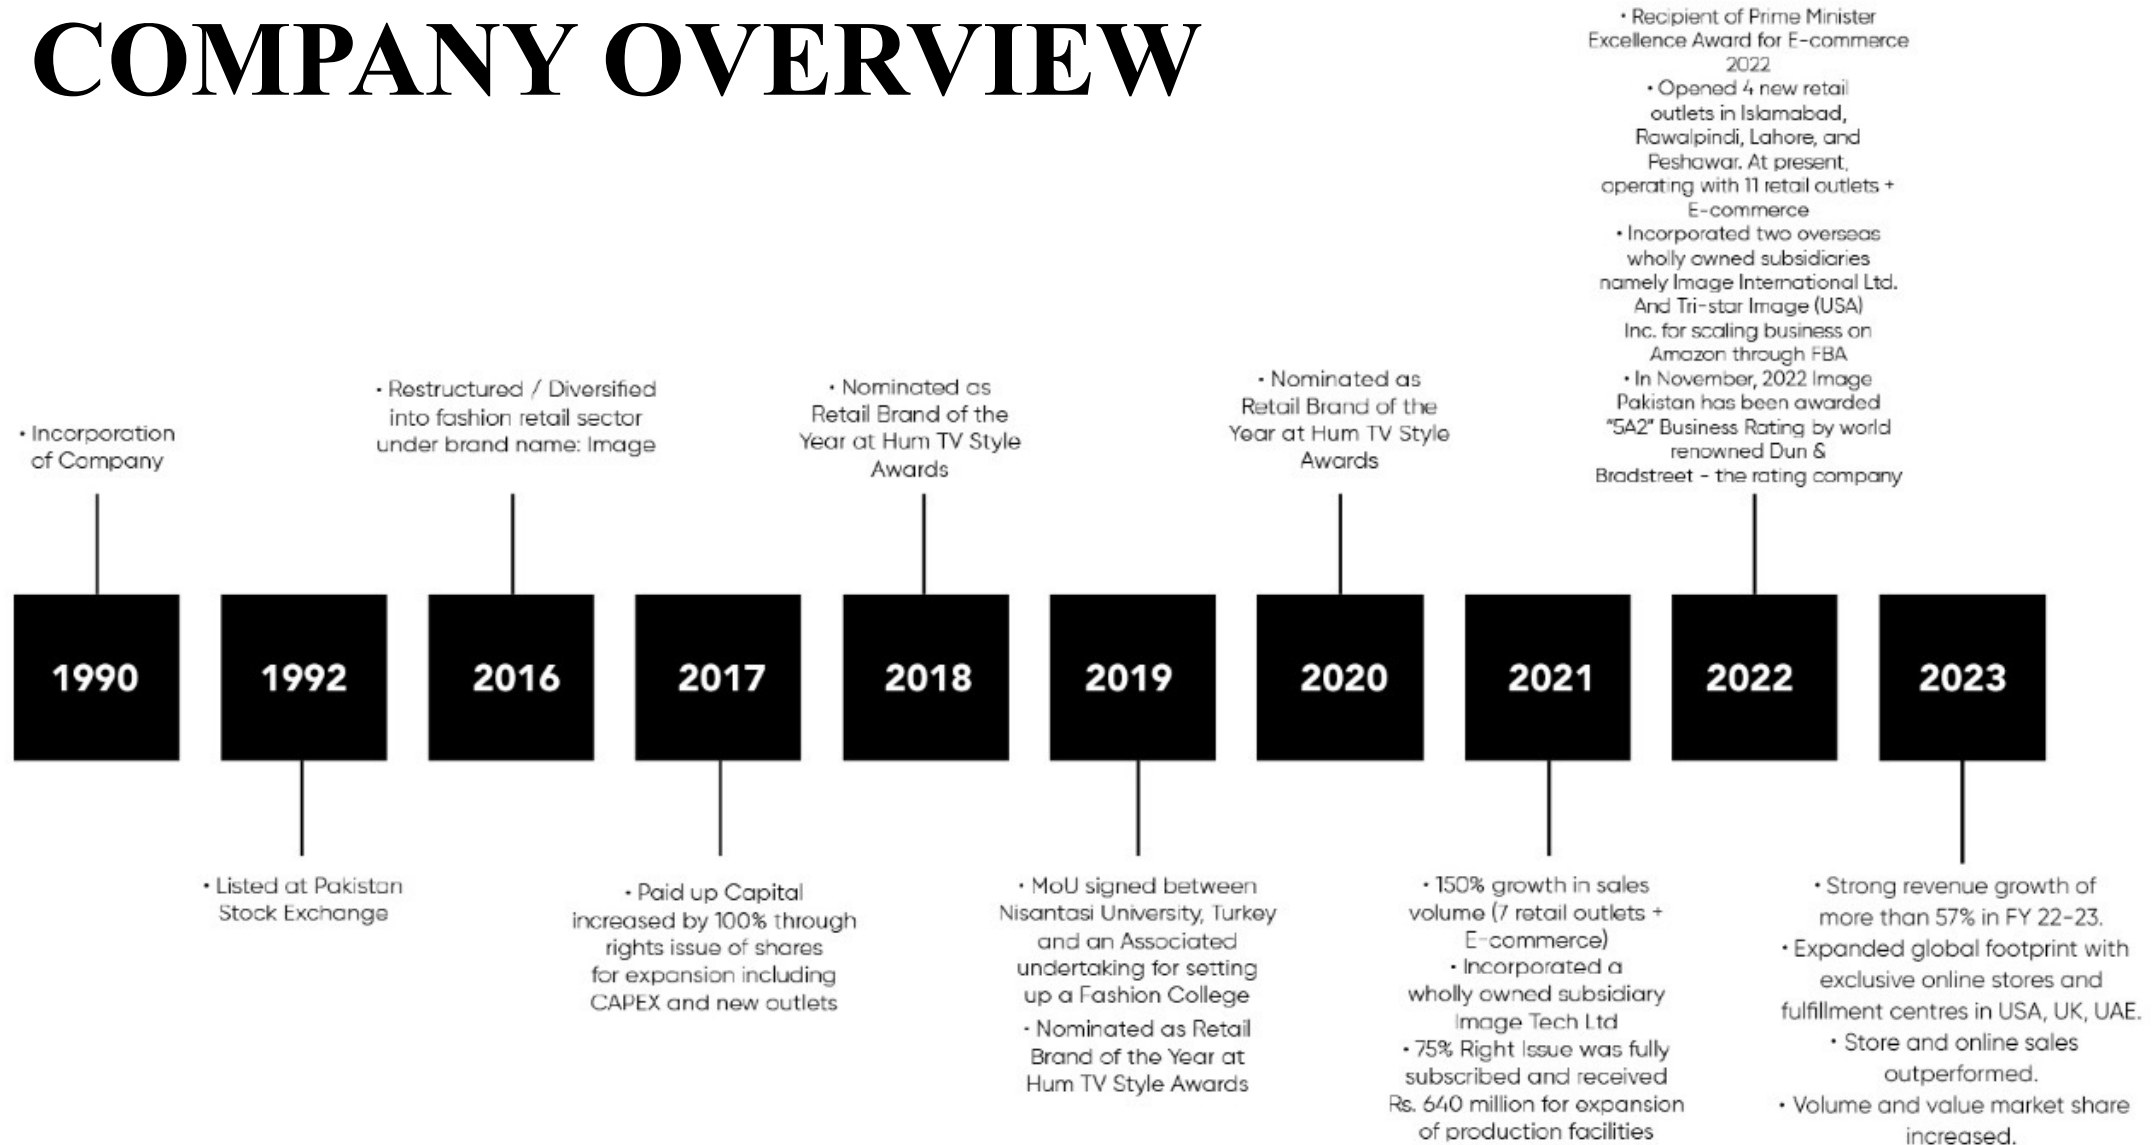 COMPANY OVERVIEW
• Incorporation
of Company
• Restructured / Diversified
into fashion retail sector
under brand name: Image
• Nominated as
Retail Brand of the
Year at Hum TV Style
Awards
• Nominated as
Retail Brand of the
Year at Hum TV Style
Awards
• Recipient of Prime Minister
Excellence Award for E-commerce
2022
• Opened 4 new retail
outlets in Islamabad,
Rawalpindi, Lahore, and
Peshawar. At present,
operating with 11 retail outlets +
E-commerce
• Incorporated two overseas
wholly owned subsidiaries
namely Image International Ltd.
And Tri-star Image (USA)
Inc. for scaling business on
Amazon through FBA
• In November, 2022 Image
Pakistan has been awarded
"5A2" Business Rating by world
renowned Dun &
Bradstreet - the rating company
1990
1992
2016
2017
2018
2019
2020
2021
2022
2023
• Listed at Pakistan
Stock Exchange
• Paid up Capital
increased by 100% through
rights issue of shares
for expansion including
CAPEX and new outlets
• MoU signed between
Nisantasi University, Turkey
and an Associated
undertaking for setting
up a Fashion College
• Nominated as Retail
Brand of the Year at
Hum TV Style Awards
• 150% growth in sales
volume (7 retail outlets +
E-commerce)
• Incorporated a
wholly owned subsidiary
Image Tech Ltd
• 75% Right Issue was fully
subscribed and received
Rs. 640 million for expansion
of production facilities
• Strong revenue growth of
more than 57% in FY 22-23.
• Expanded global footprint with
exclusive online stores and
fulfillment centres in USA, UK, UAE.
• Store and online sales
outperformed.
• Volume and value market share
increased.